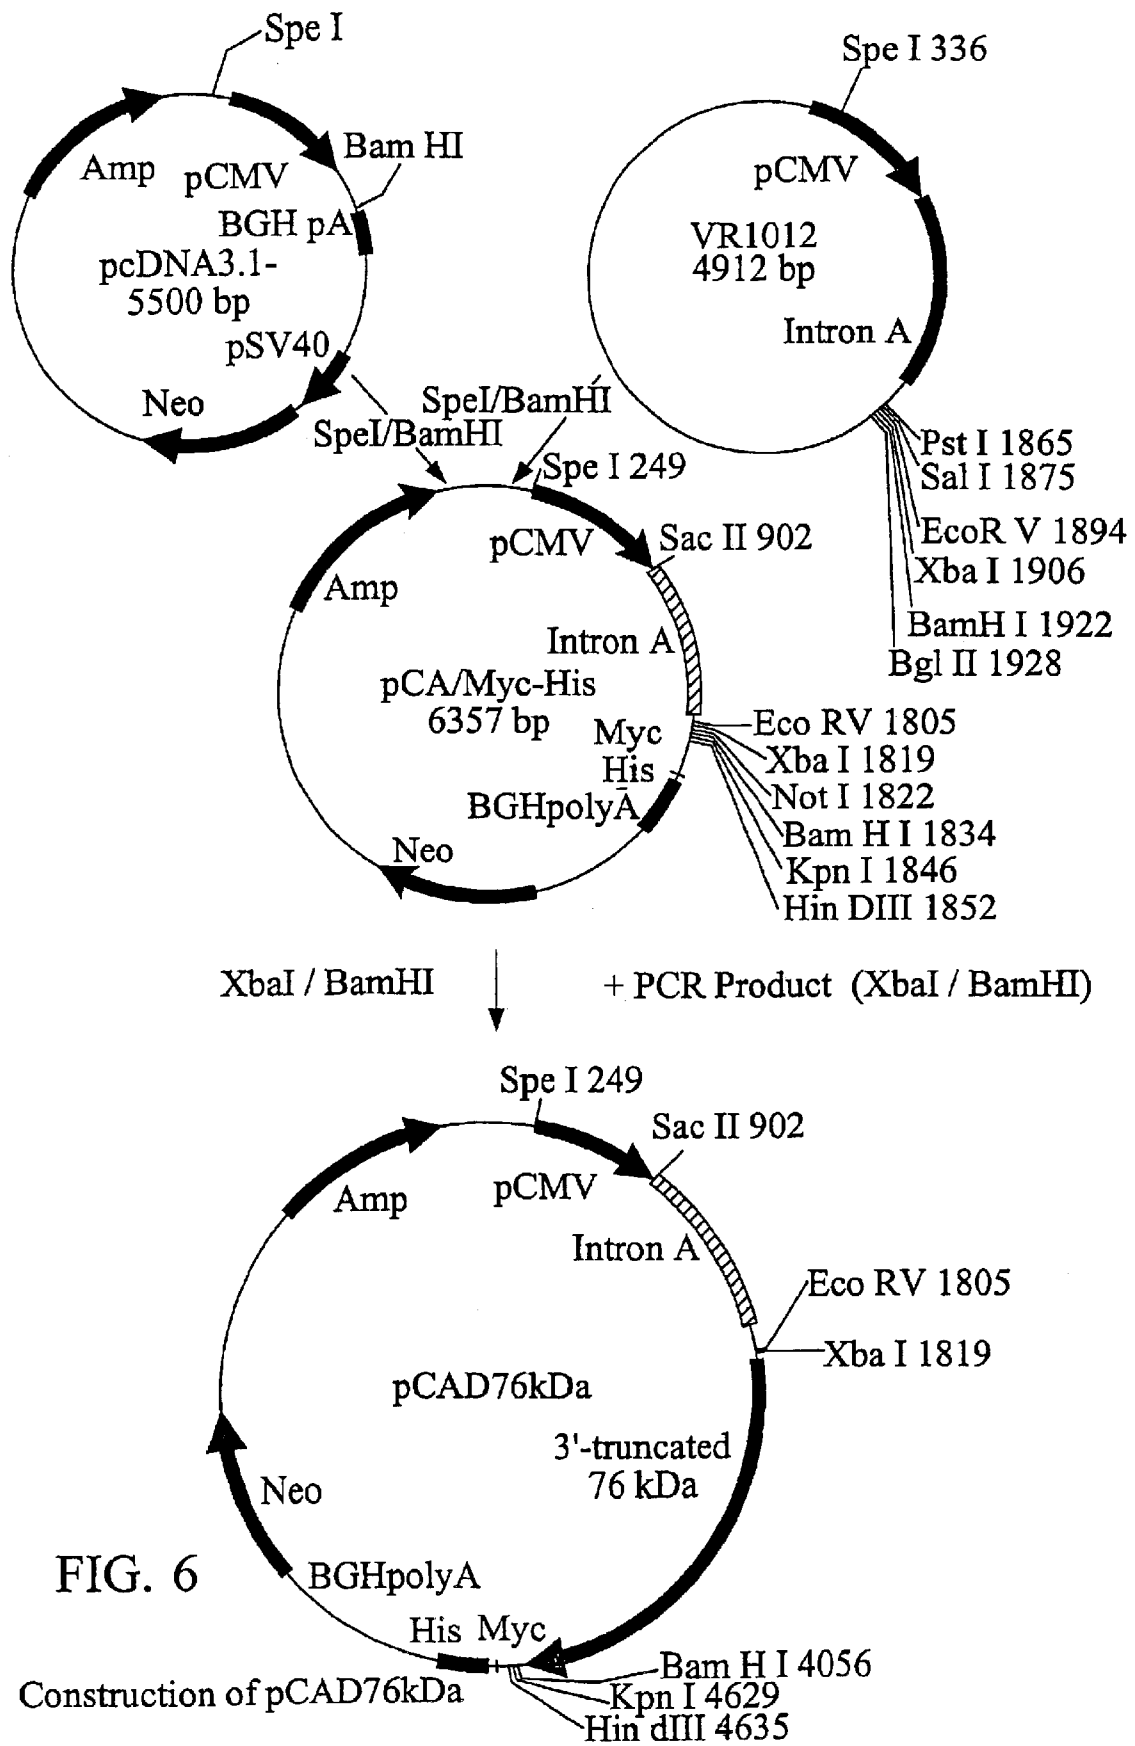 Spe I
Amp
pCMV
Bam HI
BGH pA
pcDNA3.1-
5500 bp
pSV40
Neo
SpeI/BamHI
Spe I 336
pCMV
VR1012
4912 bp
Intron A
SpeI/BamHI
Pst I 1865
Sal I 1875
EcoR V 1894
Xba I 1906
BamH I 1922
Bgl II 1928
Spe I 249
pCMV
Sac II 902
Amp
Intron A
pCA/Myc-His
6357 bp
Myc
His
BGHpolyA
Neo
Eco RV 1805
Xba I 1819
Not I 1822
Bam H I 1834
Kpn I 1846
Hin DIII 1852
XbaI / BamHI
+ PCR Product (XbaI / BamHI)
Spe I 249
Sac II 902
Amp
pCMV
Intron A
Eco RV 1805
Xba I 1819
pCAD76kDa
3'-truncated
76 kDa
Neo
BGHpolyA
His Myc
Bam H I 4056
Kpn I 4629
Hin dIII 4635
FIG. 6
Construction of pCAD76kDa